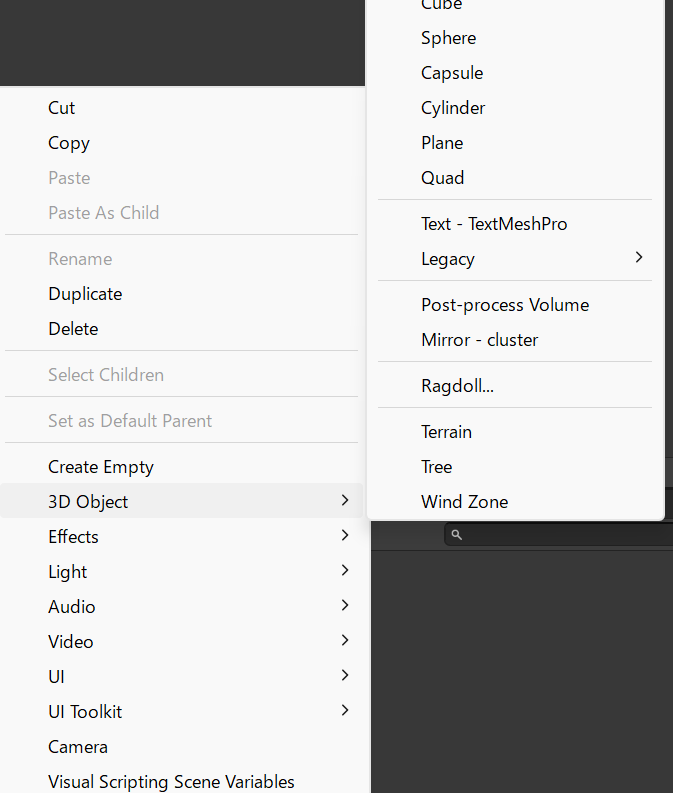 Cube
Sphere
Capsule
Cylinder
Plane
Quad
Text - TextMeshPro
Legacy
Post-process Volume
Mirror - cluster
Ragdoll...
Terrain
Tree
Wind Zone
Cut
Copy
Paste
Paste As Child
Rename
Duplicate
Delete
Select Children
Set as Default Parent
Create Empty
3D Object
Effects
Light
Audio
Video
UI
UI Toolkit
Camera
Visual Scripting Scene Variables